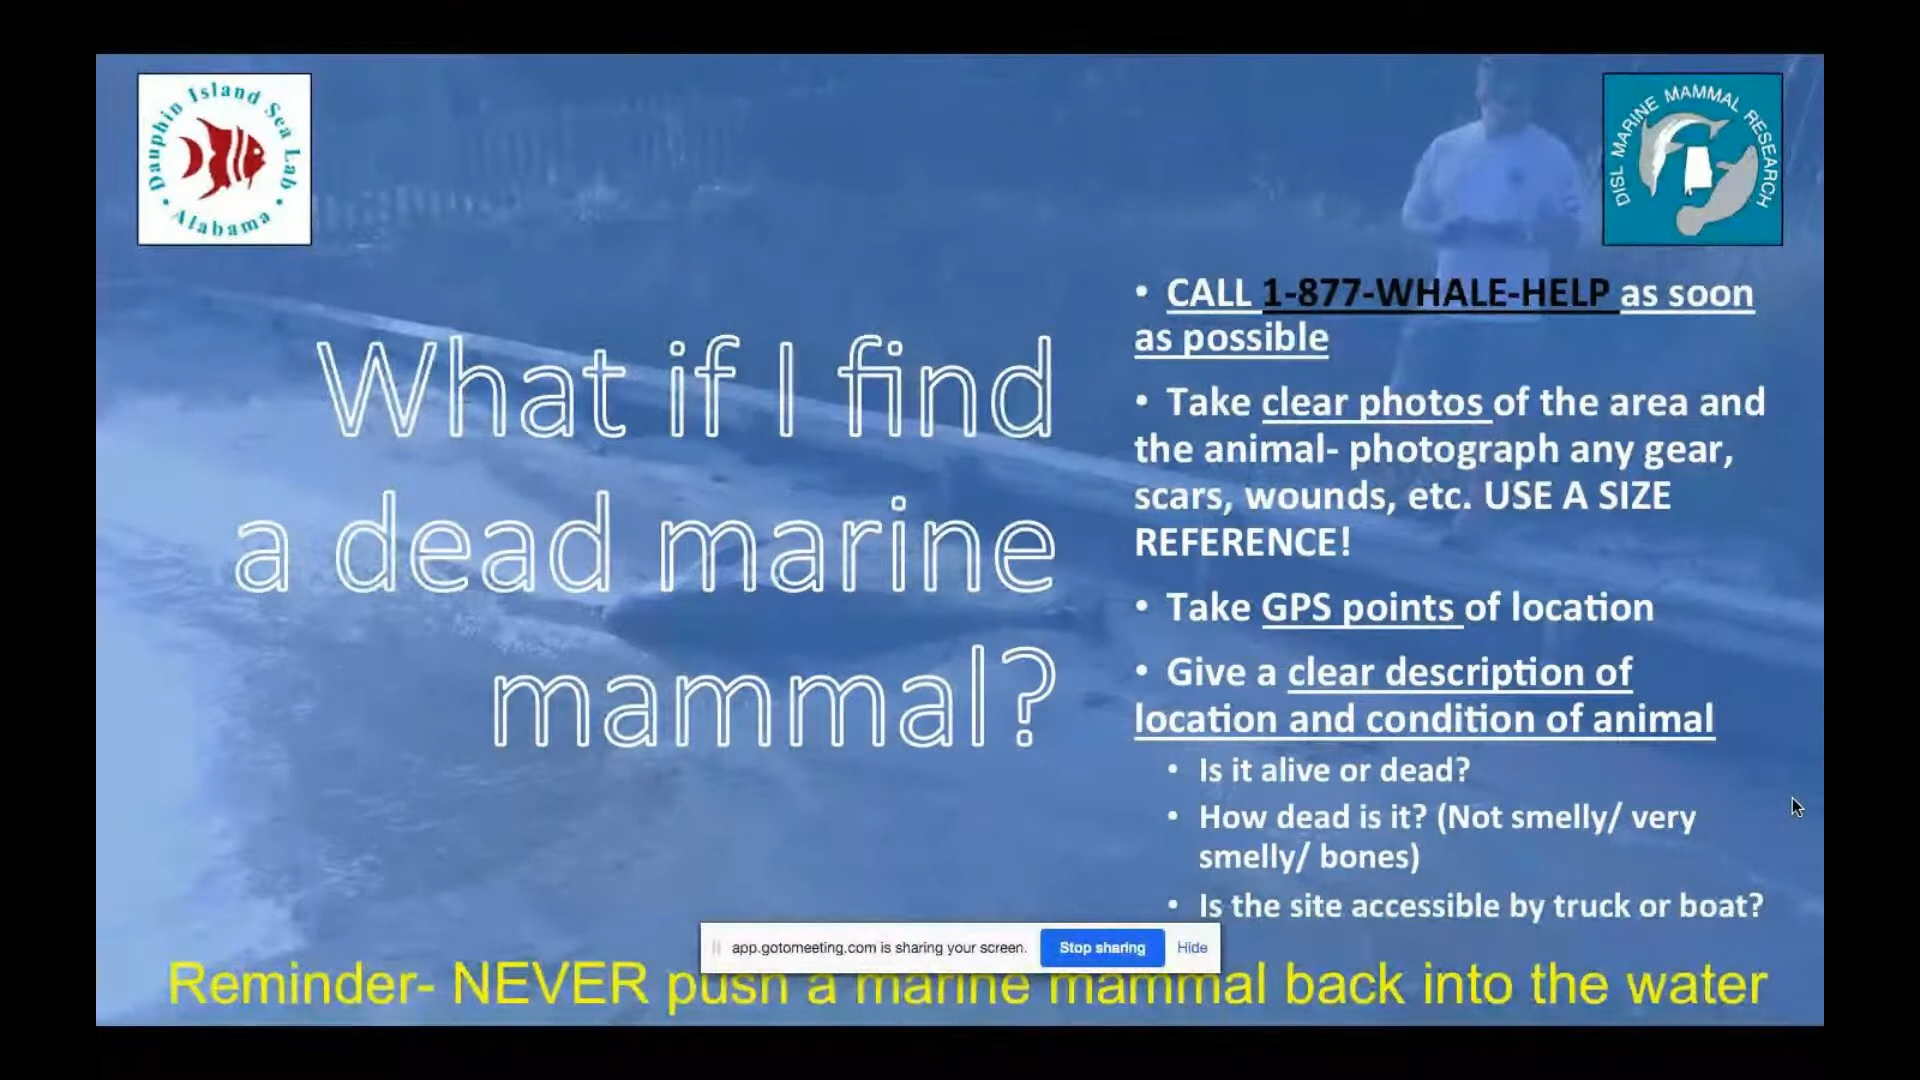 Dauphin Island Sea Lab
• Alabama •
DISL MARINE MAMMAL RESEARCH
What if I find
a dead marine
mammal?
• CALL 1-877-WHALE-HELP as soon
as possible
• Take clear photos of the area and
the animal- photograph any gear,
scars, wounds, etc. USE A SIZE
REFERENCE!
• Take GPS points of location
• Give a clear description of
location and condition of animal
• Is it alive or dead?
• How dead is it? (Not smelly/ very
smelly/ bones)
• Is the site accessible by truck or boat?
app.gotomeeting.com is sharing your screen. Stop sharing Hide
Reminder- NEVER push a marine mammal back into the water